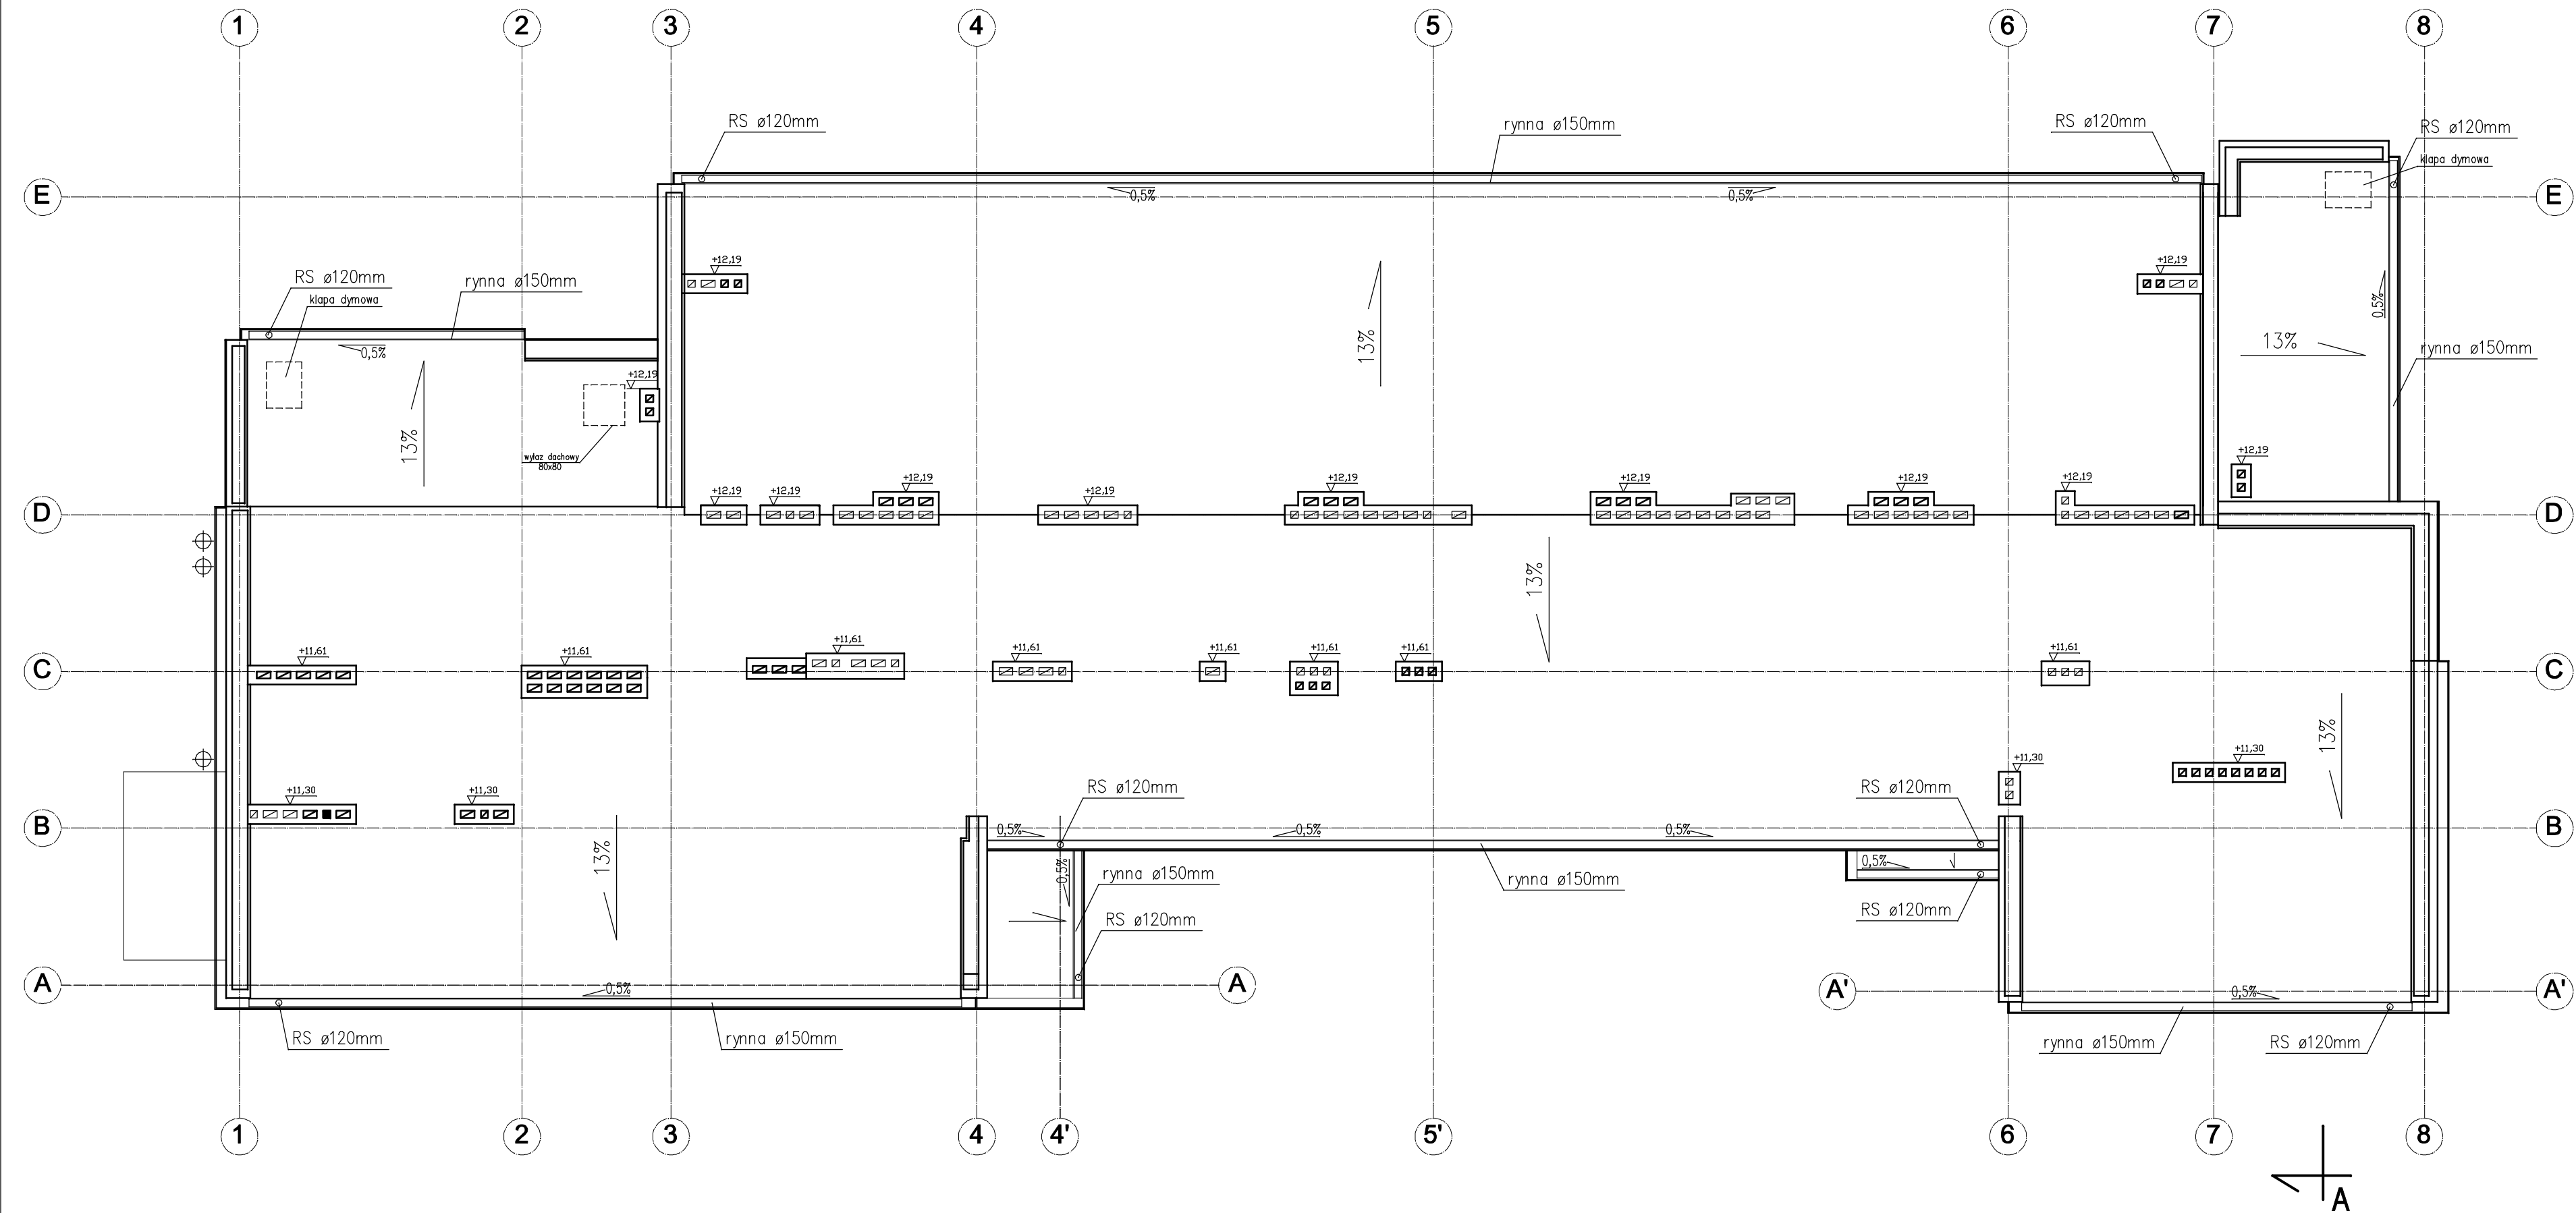 1 2 3 4 5 6 7 8
RS ø120mm rynna ø150mm RS ø120mm RS ø120mm
klapa dymowa
E 0,5% 0,5% E
+12,19 +12,19
RS ø120mm rynna ø150mm
klapa dymowa
0,5%
13% 13% rynna ø150mm
0,5%
+12,19
13%
wyłaz dachowy
80x80
+12,19
+12,19 +12,19 +12,19 +12,19 +12,19 +12,19 +12,19 +12,19
D D
13%
+11,61 +11,61 +11,61 +11,61 +11,61 +11,61 +11,61 +11,61
C C
13%
+11,30 +11,30
+11,30 +11,30
RS ø120mm RS ø120mm
B 0,5% 0,5% 0,5% B
13%
0,5% 0,5%
rynna ø150mm rynna ø150mm
RS ø120mm RS ø120mm
A 0,5% A A' 0,5% A'
RS ø120mm rynna ø150mm rynna ø150mm RS ø120mm
1 2 3 4 4' 5' 6 7 8
A